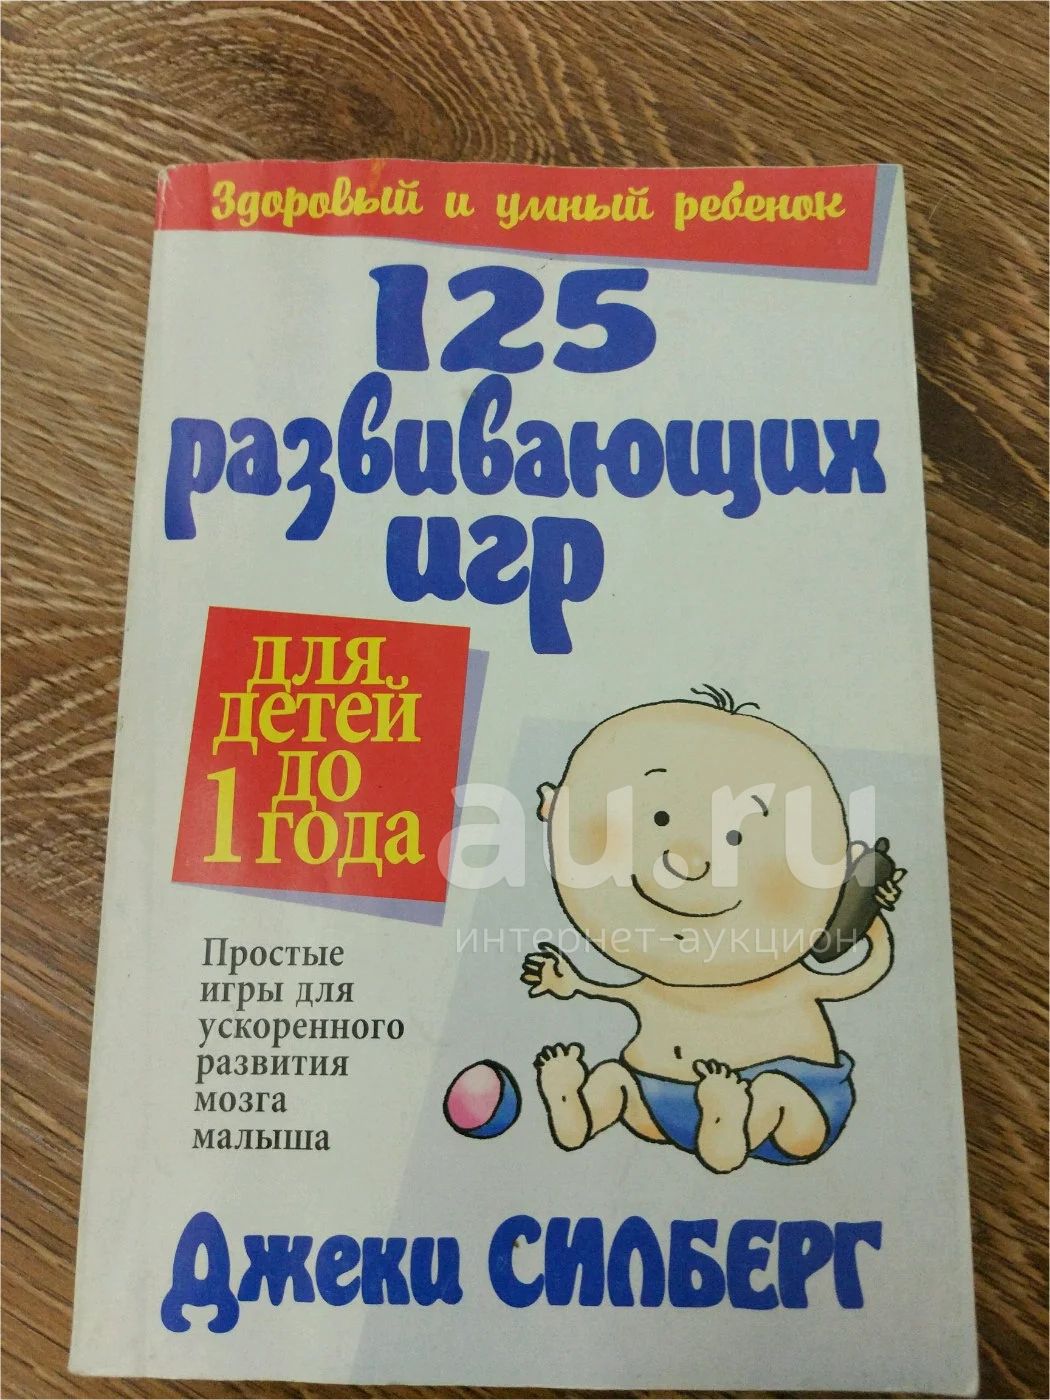 Здоровый и умный ребенок
125
развивающих
игр
для
детей
до
1 года
Простые
игры для
ускоренного
развития
мозга
малыша
au.ru
интернет-аукцион
Джеки СИЛБЕРГ